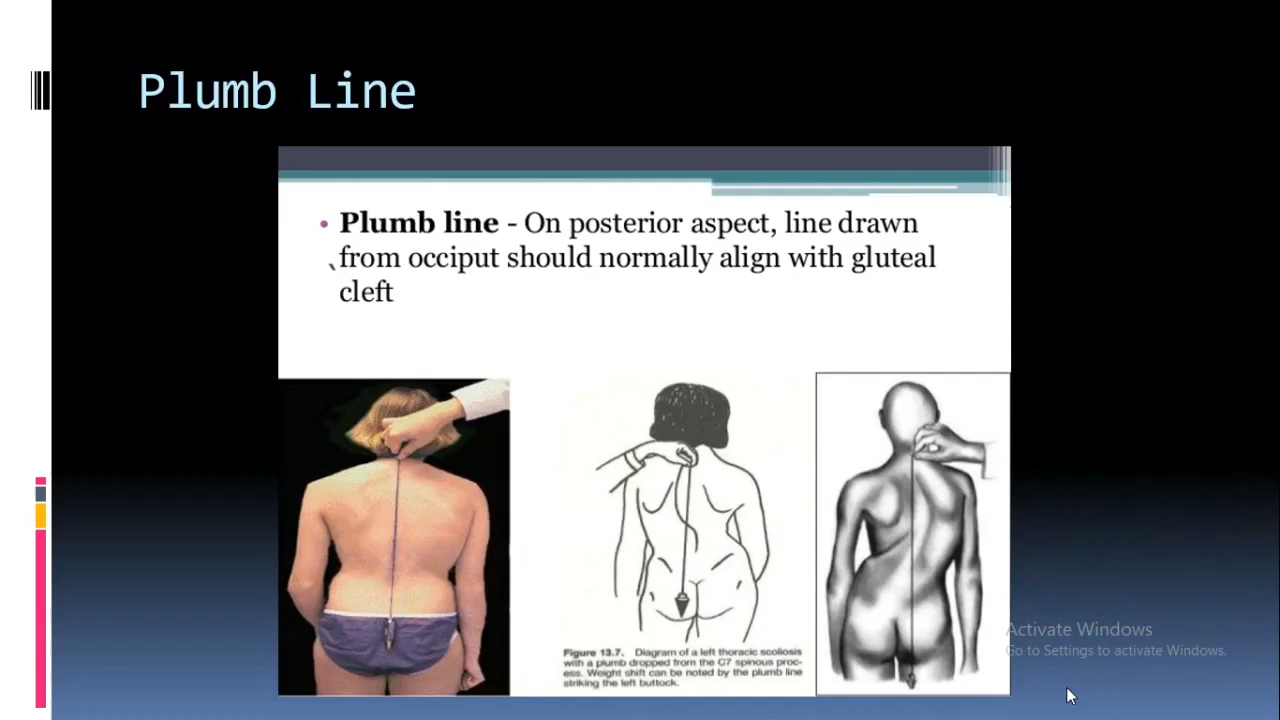 Plumb Line
• Plumb line - On posterior aspect, line drawn
from occiput should normally align with gluteal
cleft
Figure 13.7. Diagram of a left thoracic scoliosis
with a plumb dropped from the C7 spinous proc-
ess. Weight shift can be noted by the plumb line
striking the left buttock.
Activate Windows
Go to Settings to activate Windows.